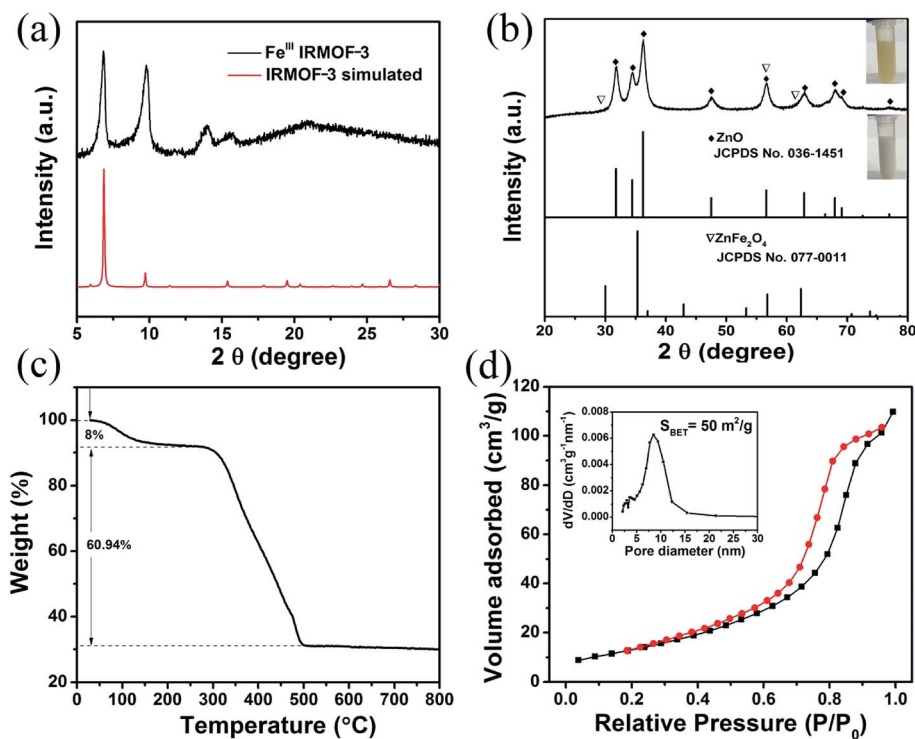 (a)
Fe^III IRMOF-3
IRMOF-3 simulated
Intensity (a.u.)
5 10 15 20 25 30
2 θ (degree)
(b)
◆ZnO
JCPDS No. 036-1451
▽ZnFe₂O₄
JCPDS No. 077-0011
Intensity (a.u.)
20 30 40 50 60 70 80
2 θ (degree)
(c)
100
80
60
40
20
8%
60.94%
Weight (%)
0 100 200 300 400 500 600 700 800
Temperature (°C)
(d)
120
100
80
60
40
20
0
Volume adsorbed (cm³/g)
0.008
0.006
0.004
0.002
0.000
dV/dD (cm³g⁻¹nm⁻¹)
S_BET= 50 m²/g
0 5 10 15 20 25 30
Pore diameter (nm)
0.0 0.2 0.4 0.6 0.8 1.0
Relative Pressure (P/P₀)